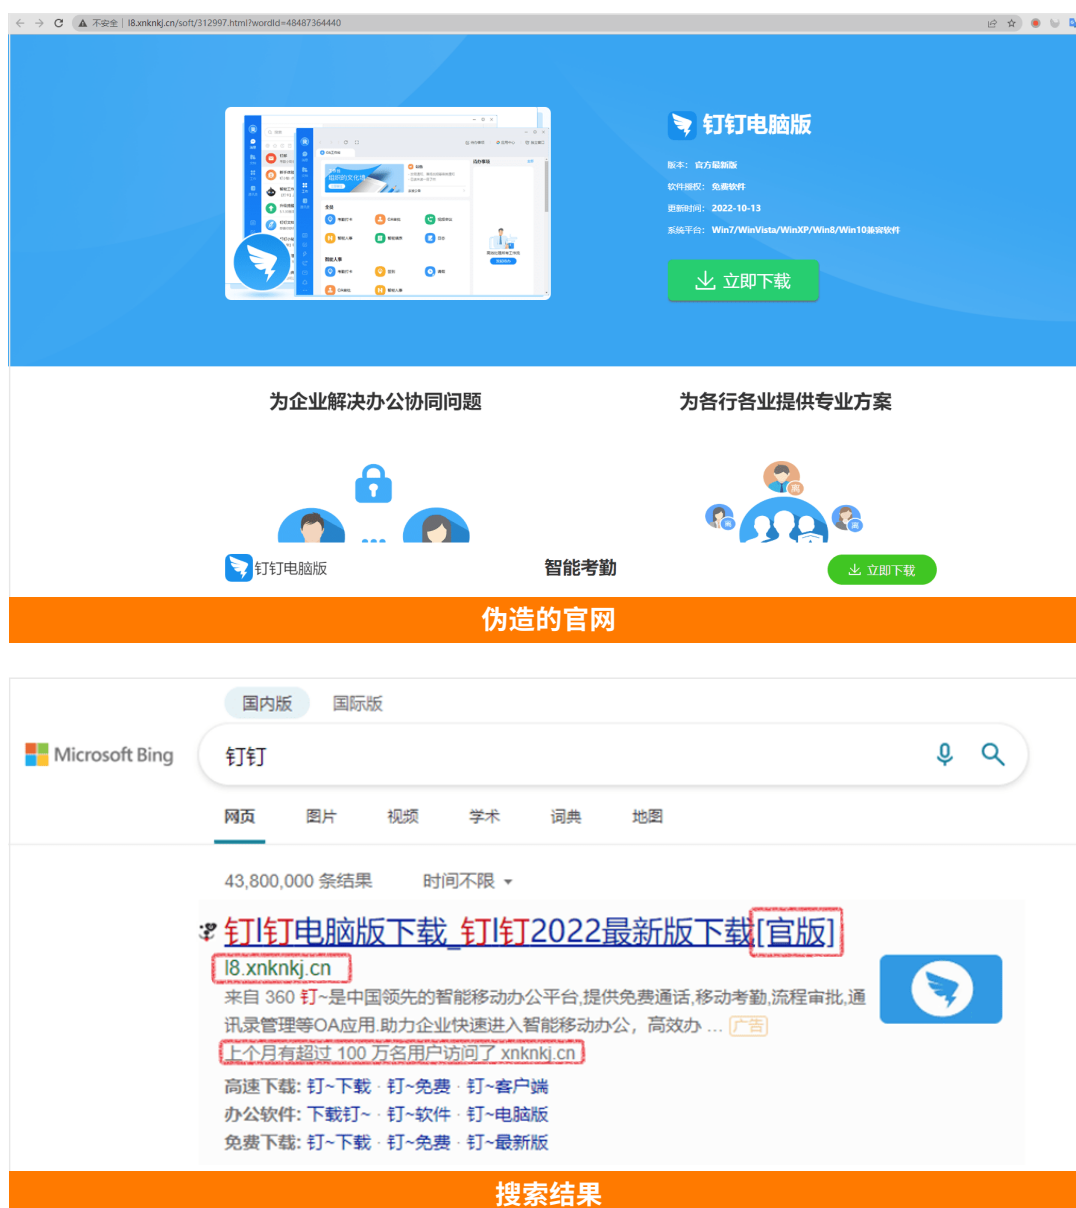 不安全 | l8.xnknkj.cn/soft/312997.html?wordId=48487364440
钉钉电脑版
版本： 官方最新版
软件授权： 免费软件
更新时间： 2022-10-13
系统平台： Win7/WinVista/WinXP/Win8/Win10兼容软件
立即下载
为企业解决办公协同问题
为各行各业提供专业方案
钉钉电脑版
智能考勤
立即下载
伪造的官网
国内版 国际版
Microsoft Bing
钉钉
网页 图片 视频 学术 词典 地图
43,800,000 条结果 时间不限
钉l钉电脑版下载_钉l钉2022最新版下载[官版]
l8.xnknkj.cn
来自 360 钉~是中国领先的智能移动办公平台,提供免费通话,移动考勤,流程审批,通
讯录管理等OA应用.助力企业快速进入智能移动办公，高效办 ... 广告
上个月有超过 100 万名用户访问了 xnknkj.cn
高速下载: 钉~下载 · 钉~免费 · 钉~客户端
办公软件: 下载钉~ · 钉~软件 · 钉~电脑版
免费下载: 钉~下载 · 钉~免费 · 钉~最新版
搜索结果